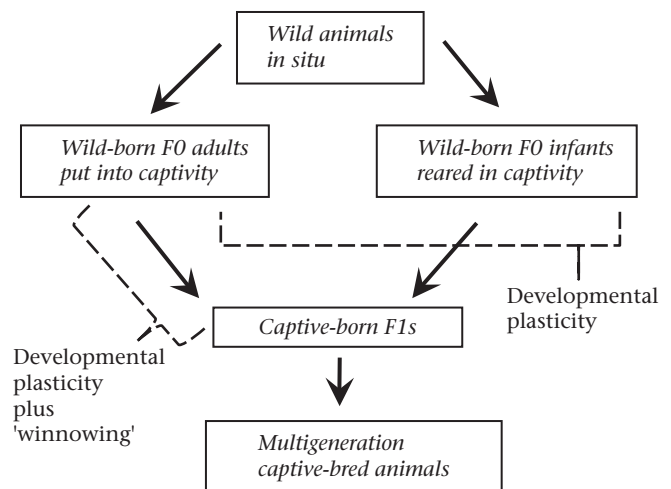 Wild animals
in situ
Wild-born F0 adults
put into captivity
Wild-born F0 infants
reared in captivity
Developmental
plasticity
Captive-born F1s
Developmental
plasticity
plus
'winnowing'
Multigeneration
captive-bred animals